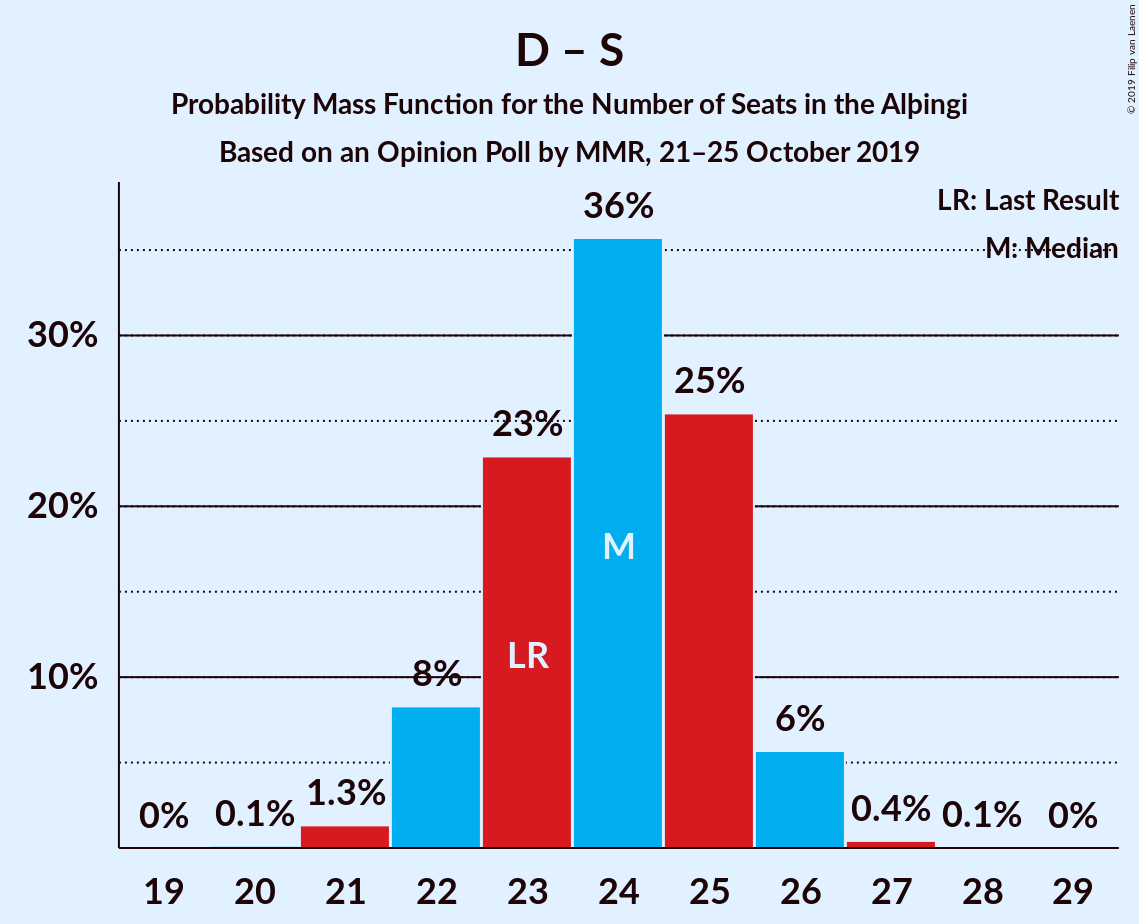 D – S
Probability Mass Function for the Number of Seats in the Alþingi
Based on an Opinion Poll by MMR, 21–25 October 2019
© 2019 Filip van Laenen
LR: Last Result
M: Median
36%
30%
25%
23%
20%
M
LR
10%
8%
6%
1.3%
0%
0.1%
0.4%
0.1%
0%
19 20 21 22 23 24 25 26 27 28 29